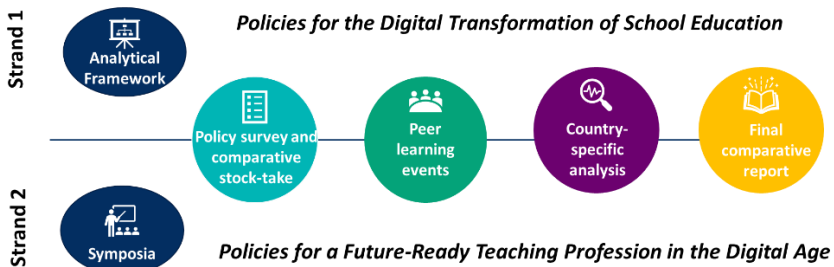 Strand 1
Policies for the Digital Transformation of School Education
Analytical
Framework
Policy survey and
comparative
stock-take
Peer
learning
events
Country-
specific
analysis
Final
comparative
report
Strand 2
Symposia
Policies for a Future-Ready Teaching Profession in the Digital Age